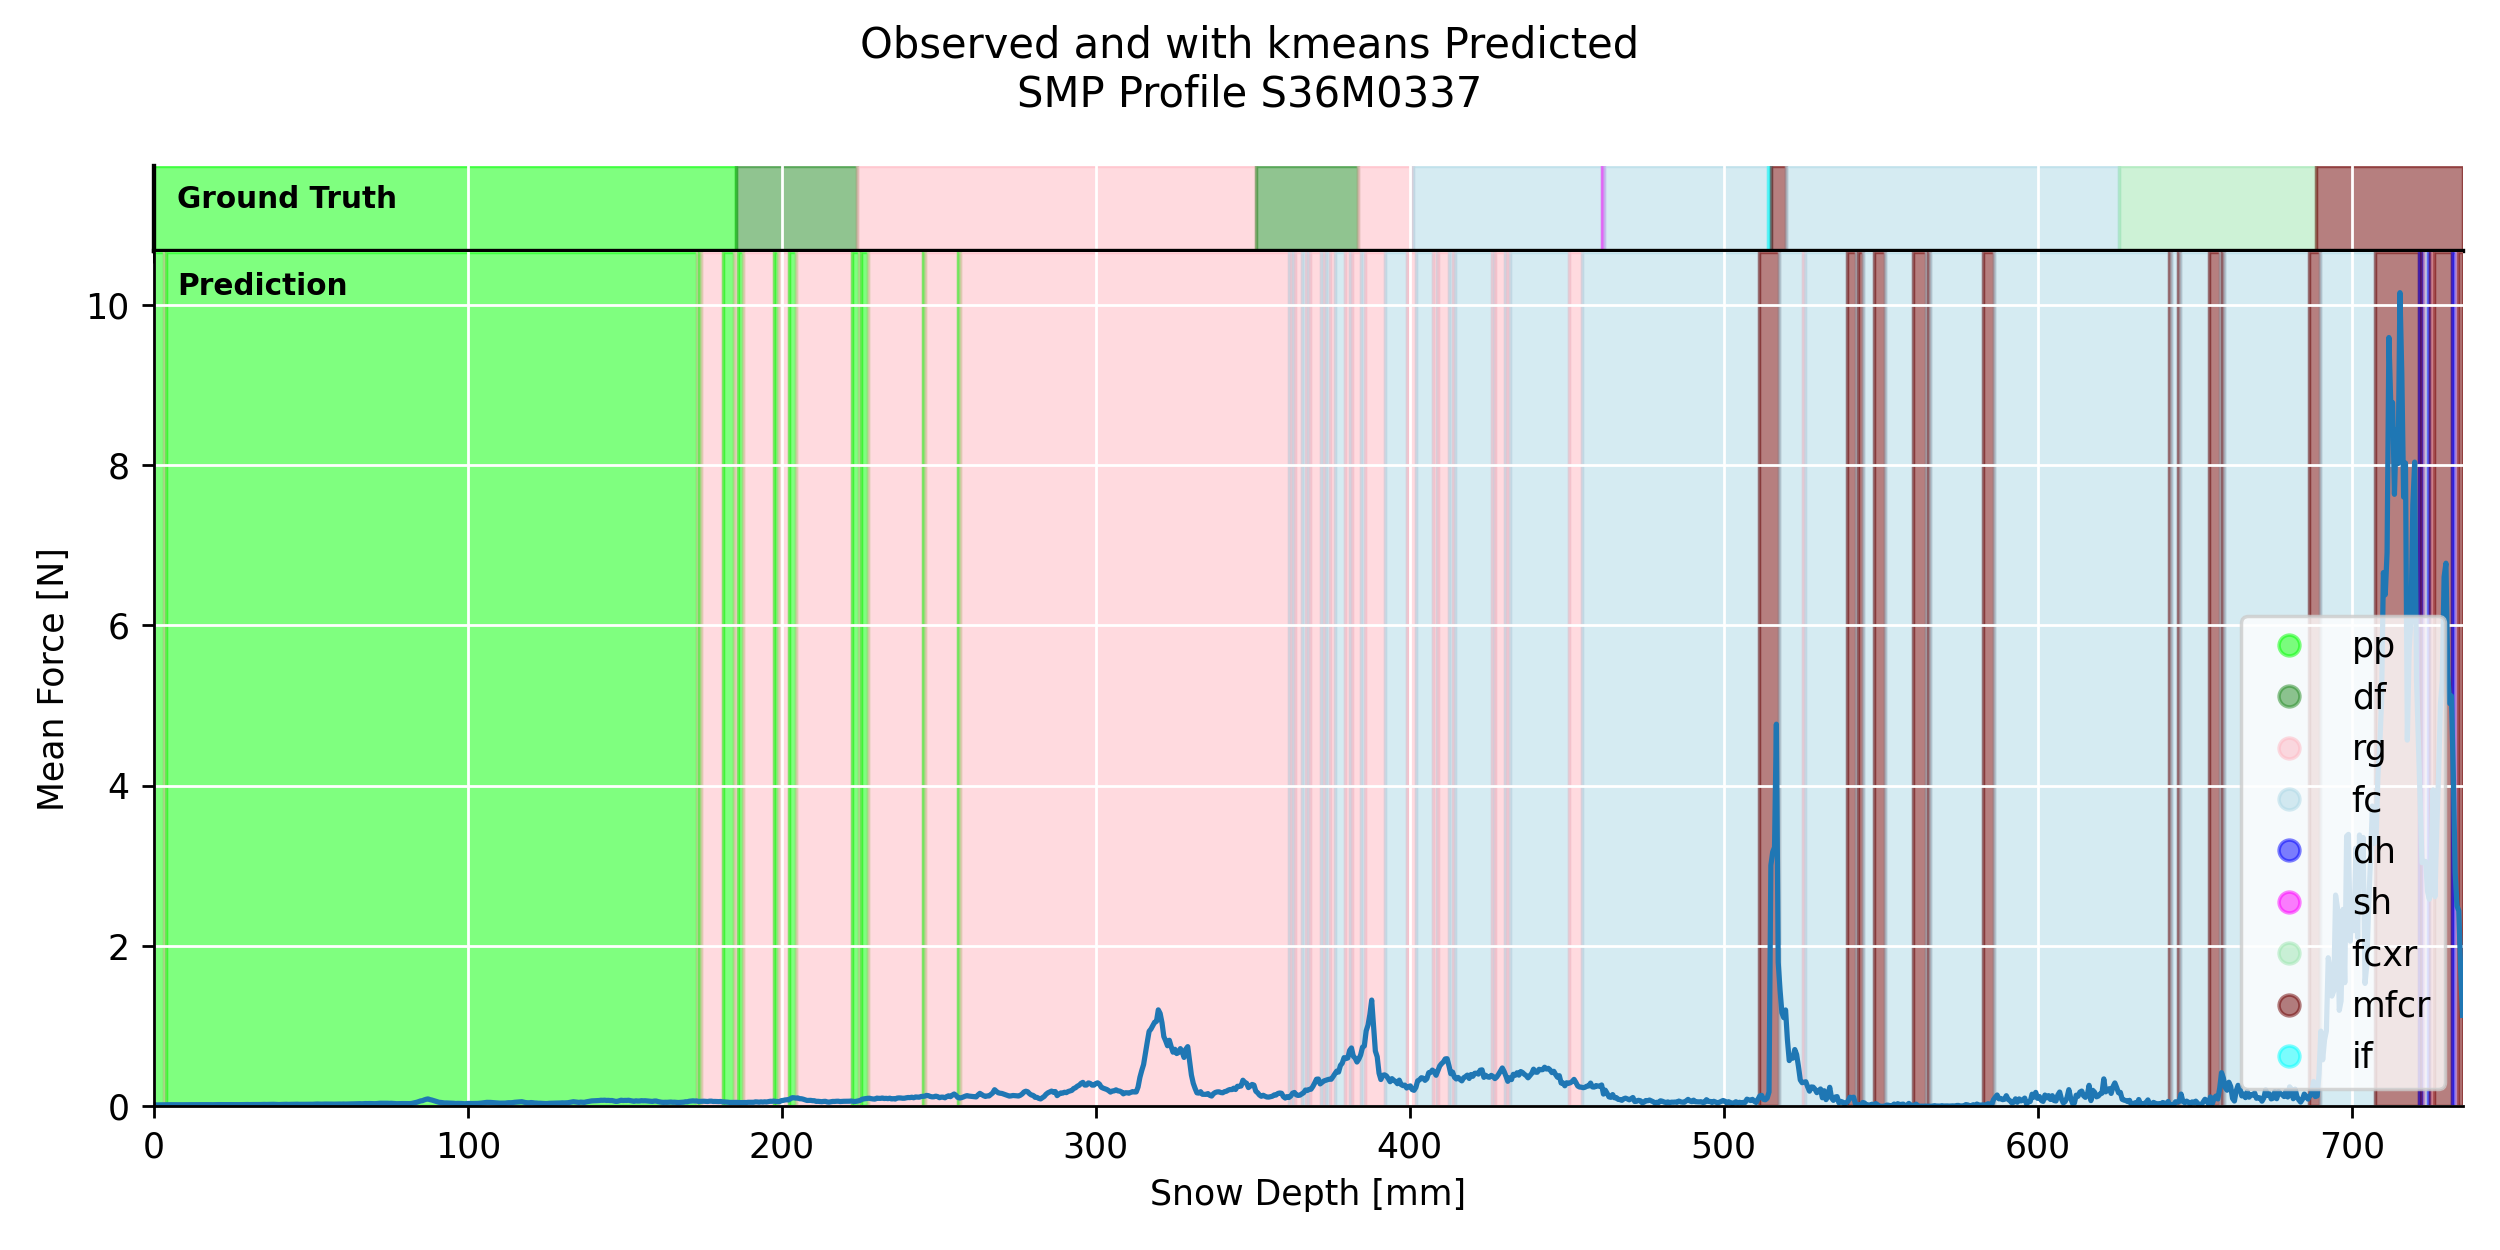 Observed and with kmeans Predicted
SMP Profile S36M0337
Ground Truth
Prediction
10
8
6
4
2
0
Mean Force [N]
pp
df
rg
fc
dh
sh
fcxr
mfcr
if
0 100 200 300 400 500 600 700
Snow Depth [mm]